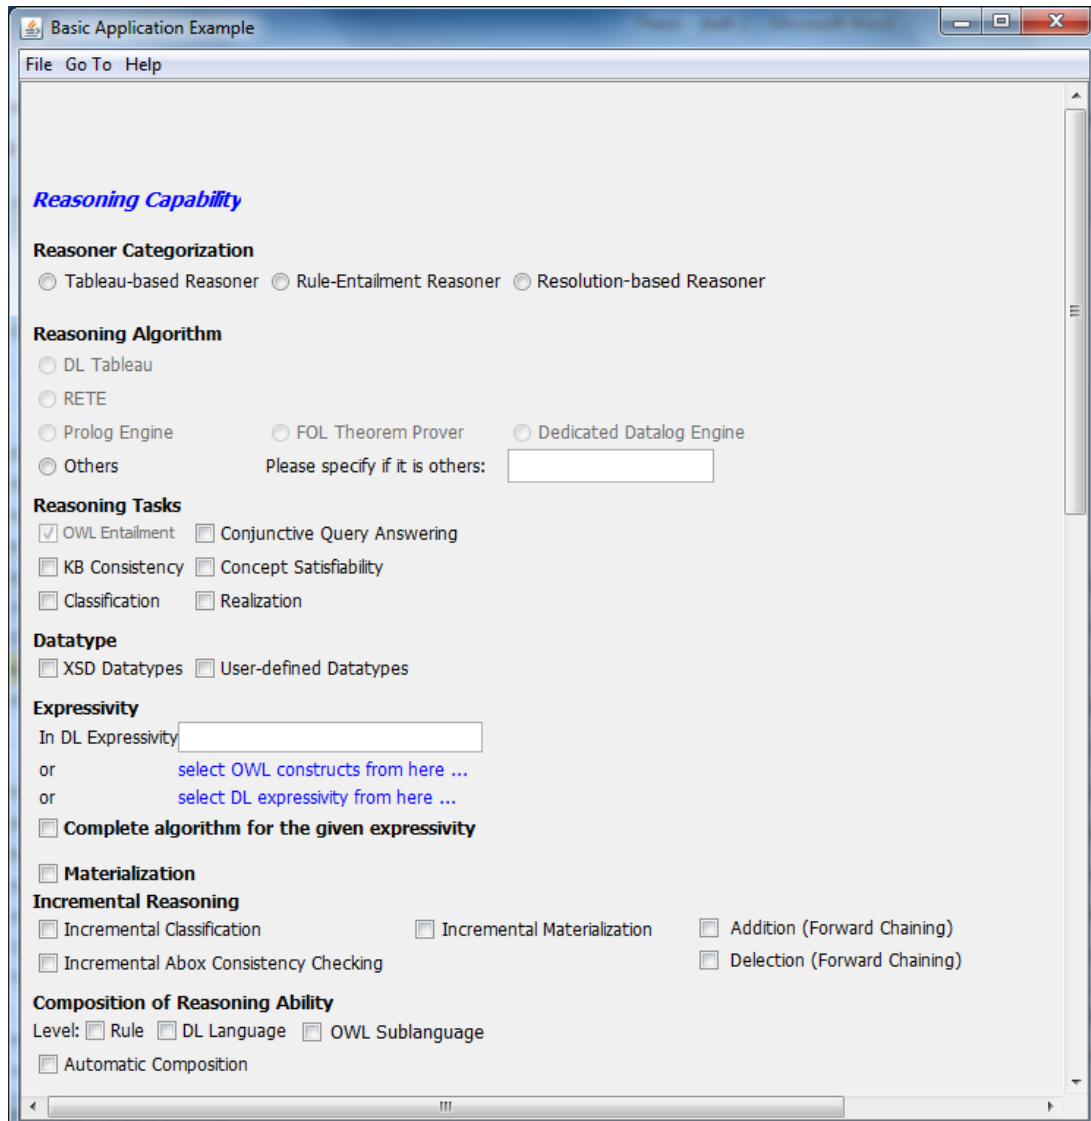 Basic Application Example
File Go To Help
Reasoning Capability
Reasoner Categorization
Tableau-based Reasoner Rule-Entailment Reasoner Resolution-based Reasoner
Reasoning Algorithm
DL Tableau
RETE
Prolog Engine FOL Theorem Prover Dedicated Datalog Engine
Others Please specify if it is others:
Reasoning Tasks
OWL Entailment Conjunctive Query Answering
KB Consistency Concept Satisfiability
Classification Realization
Datatype
XSD Datatypes User-defined Datatypes
Expressivity
In DL Expressivity
or select OWL constructs from here ...
or select DL expressivity from here ...
Complete algorithm for the given expressivity
Materialization
Incremental Reasoning
Incremental Classification Incremental Materialization Addition (Forward Chaining)
Incremental Abox Consistency Checking Delection (Forward Chaining)
Composition of Reasoning Ability
Level: Rule DL Language OWL Sublanguage
Automatic Composition